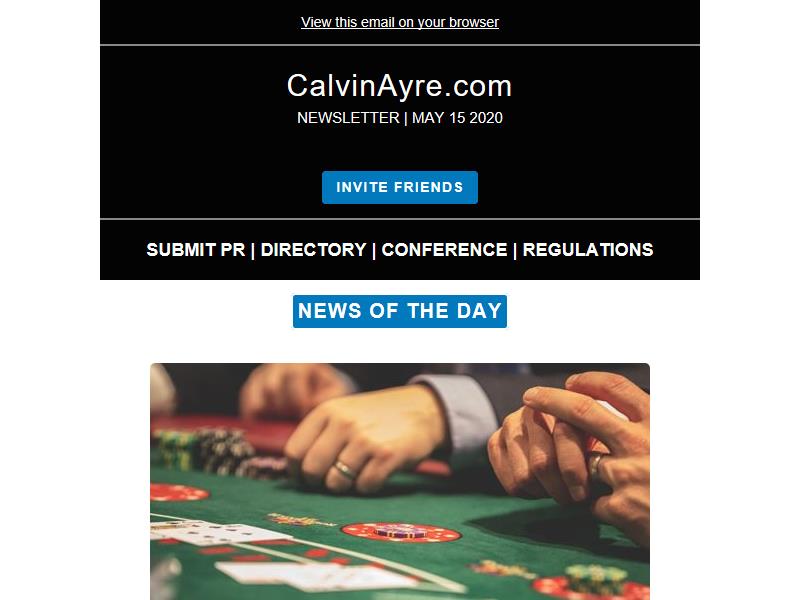 View this email on your browser
CalvinAyre.com
NEWSLETTER | MAY 15 2020
INVITE FRIENDS
SUBMIT PR | DIRECTORY | CONFERENCE | REGULATIONS
NEWS OF THE DAY